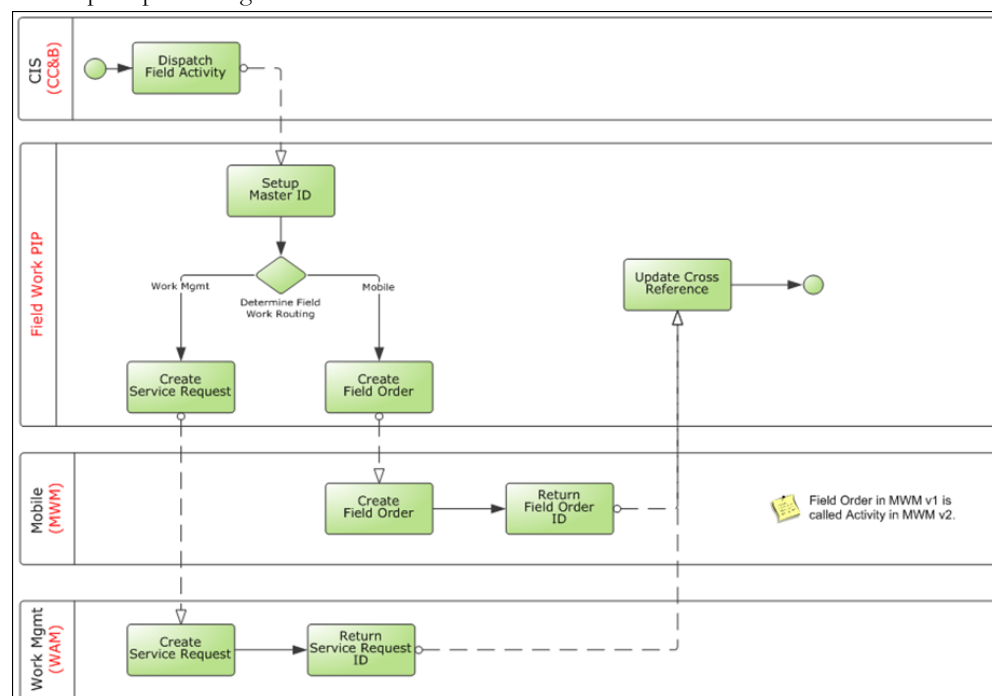 CIS
(CC&B)
Dispatch
Field Activity
Field Work PIP
Setup
Master ID
Work Mgmt
Mobile
Determine Field
Work Routing
Update Cross
Reference
Create
Service Request
Create
Field Order
Mobile
(MWM)
Create
Field Order
Return
Field Order
ID
Field Order in MWM v1 is
called Activity in MWM v2.
Work Mgmt
(WAM)
Create
Service Request
Return
Service Request
ID